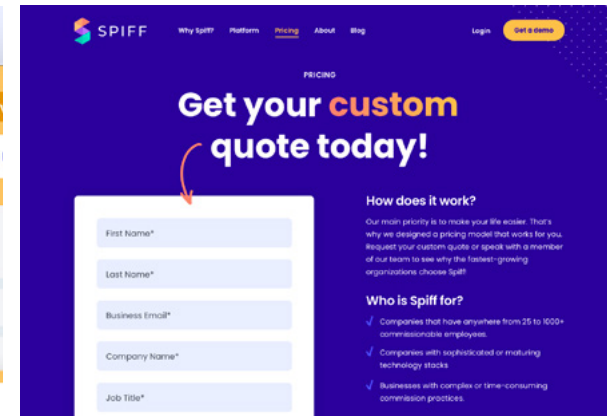 SPIFF
Why Spiff? Platform Pricing About Blog Login Get a demo
PRICING
Get your custom
quote today!
First Name*
Last Name*
Business Email*
Company Name*
Job Title*
How does it work?
Our main priority is to make your life easier. That's
why we designed a pricing model that works for you.
Request your custom quote or speak with a member
of our team to see why the fastest-growing
organizations choose Spiff!
Who is Spiff for?
Companies that have anywhere from 25 to 1000+
commissionable employees.
Companies with sophisticated or maturing
technology stacks
Businesses with complex or time-consuming
commission practices.